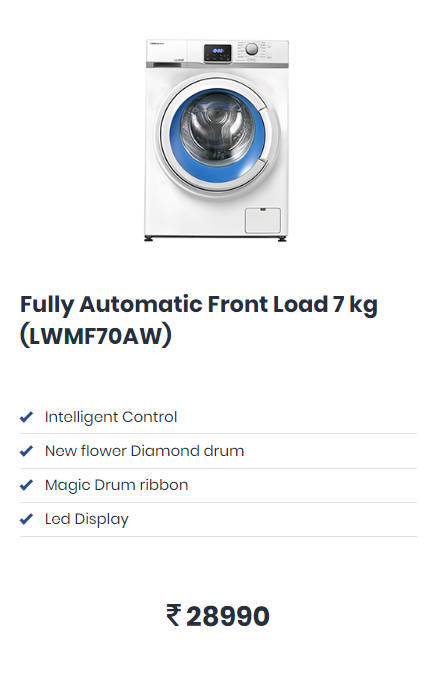 Fully Automatic Front Load 7 kg
(LWMF70AW)
Intelligent Control
New flower Diamond drum
Magic Drum ribbon
Led Display
₹ 28990